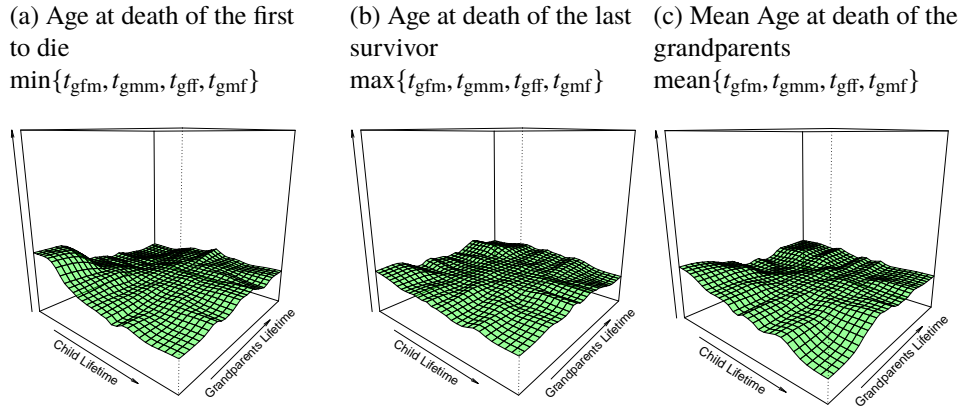 (a) Age at death of the first
to die
min{t_gfm, t_gmm, t_gff, t_gmf}
(b) Age at death of the last
survivor
max{t_gfm, t_gmm, t_gff, t_gmf}
(c) Mean Age at death of the
grandparents
mean{t_gfm, t_gmm, t_gff, t_gmf}
Child Lifetime
Grandparents Lifetime
Child Lifetime
Grandparents Lifetime
Child Lifetime
Grandparents Lifetime